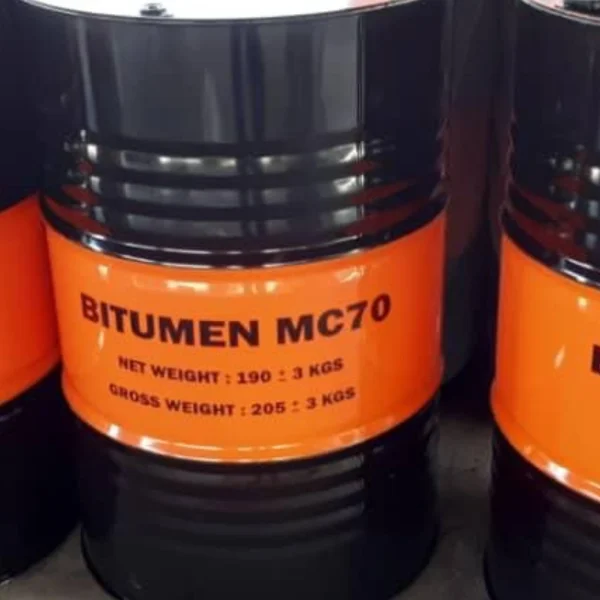 BITUMEN MC70
NET WEIGHT : 190 ± 3 KGS
GROSS WEIGHT : 205 ± 3 KGS